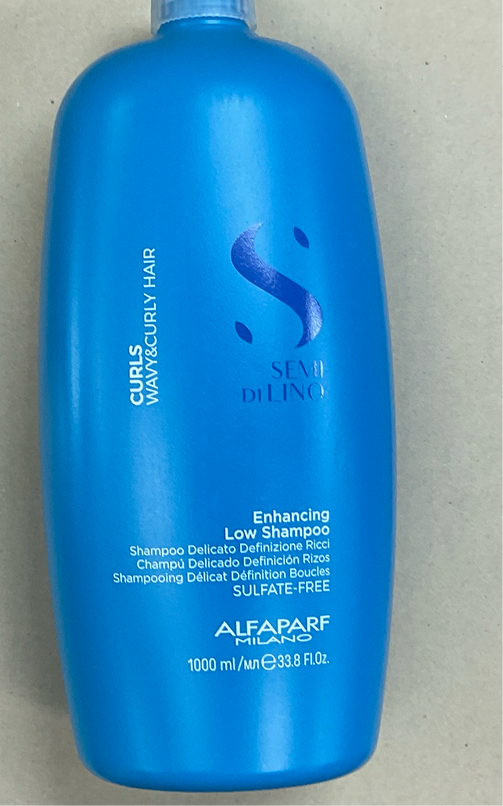 CURLS
WAVY&CURLY HAIR
SEMI
DI LINO
Enhancing
Low Shampoo
Shampoo Delicato Definizione Ricci
Champú Delicado Definición Rizos
Shampooing Délicat Définition Boucles
SULFATE-FREE
ALFAPARF
MILANO
1000 ml /мл℮33.8 Fl.Oz.